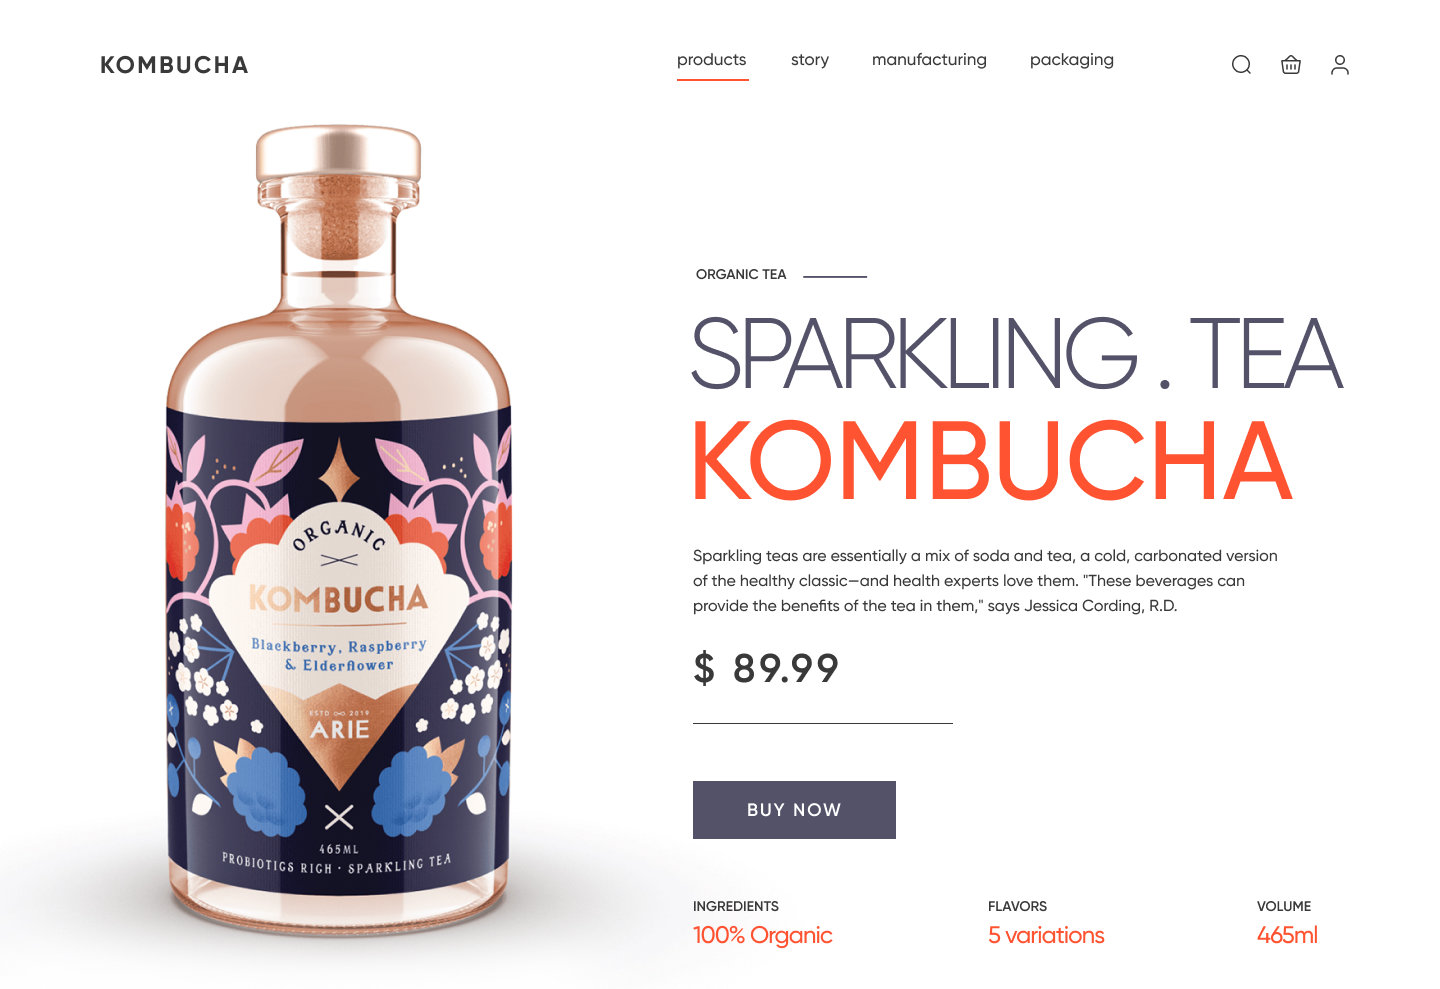 KOMBUCHA
products story manufacturing packaging
ORGANIC
KOMBUCHA
Blackberry, Raspberry
& Elderflower
ESTD 2019
ARIE
465ML
PROBIOTICS RICH · SPARKLING TEA
ORGANIC TEA
SPARKLING . TEA
KOMBUCHA
Sparkling teas are essentially a mix of soda and tea, a cold, carbonated version
of the healthy classic—and health experts love them. "These beverages can
provide the benefits of the tea in them," says Jessica Cording, R.D.
$ 89.99
BUY NOW
INGREDIENTS FLAVORS VOLUME
100% Organic 5 variations 465ml